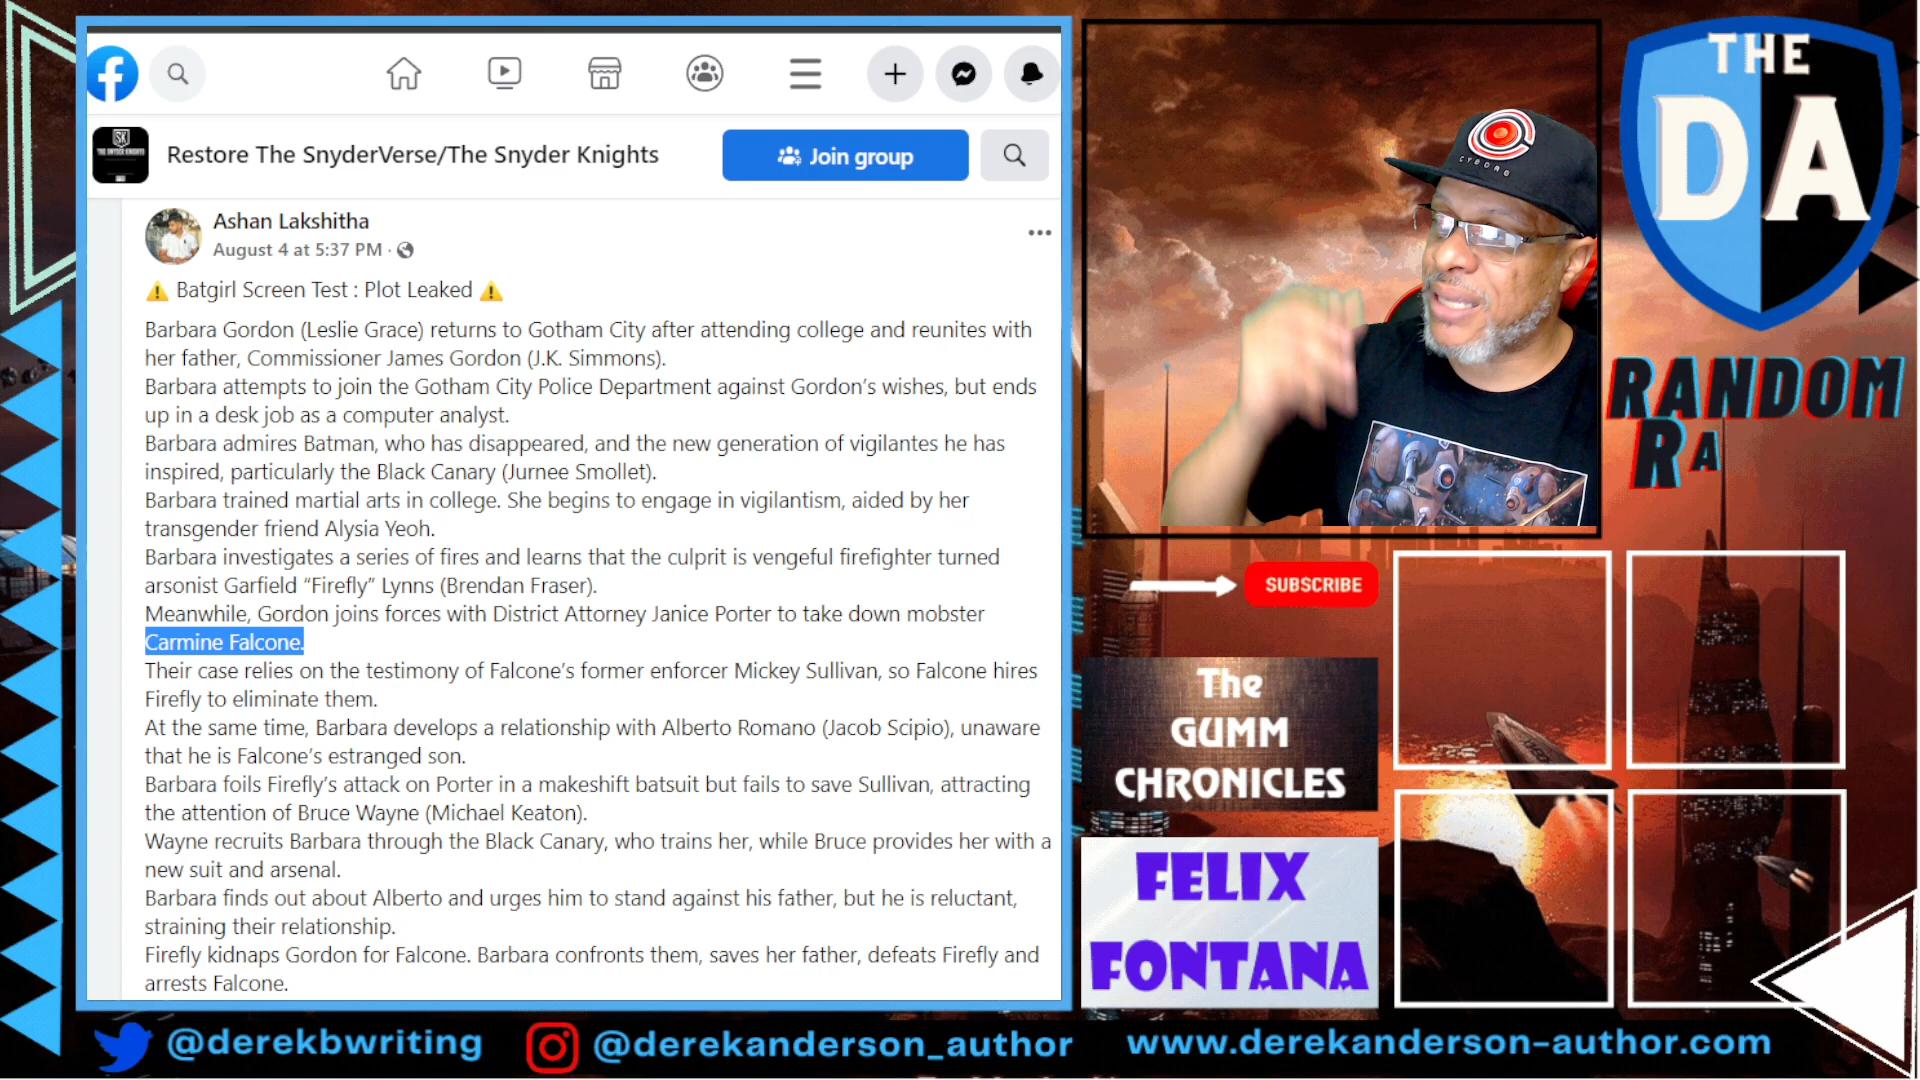 Restore The SnyderVerse/The Snyder Knights
Join group
Ashan Lakshitha
August 4 at 5:37 PM ·
⚠️ Batgirl Screen Test : Plot Leaked ⚠️
Barbara Gordon (Leslie Grace) returns to Gotham City after attending college and reunites with
her father, Commissioner James Gordon (J.K. Simmons).
Barbara attempts to join the Gotham City Police Department against Gordon's wishes, but ends
up in a desk job as a computer analyst.
Barbara admires Batman, who has disappeared, and the new generation of vigilantes he has
inspired, particularly the Black Canary (Jurnee Smollet).
Barbara trained martial arts in college. She begins to engage in vigilantism, aided by her
transgender friend Alysia Yeoh.
Barbara investigates a series of fires and learns that the culprit is vengeful firefighter turned
arsonist Garfield “Firefly” Lynns (Brendan Fraser).
Meanwhile, Gordon joins forces with District Attorney Janice Porter to take down mobster
Carmine Falcone.
Their case relies on the testimony of Falcone's former enforcer Mickey Sullivan, so Falcone hires
Firefly to eliminate them.
At the same time, Barbara develops a relationship with Alberto Romano (Jacob Scipio), unaware
that he is Falcone's estranged son.
Barbara foils Firefly's attack on Porter in a makeshift batsuit but fails to save Sullivan, attracting
the attention of Bruce Wayne (Michael Keaton).
Wayne recruits Barbara through the Black Canary, who trains her, while Bruce provides her with a
new suit and arsenal.
Barbara finds out about Alberto and urges him to stand against his father, but he is reluctant,
straining their relationship.
Firefly kidnaps Gordon for Falcone. Barbara confronts them, saves her father, defeats Firefly and
arrests Falcone.
CYBORG
THE
DA
RANDOM
RA
SUBSCRIBE
The
GUMM
CHRONICLES
FELIX
FONTANA
@derekbwriting
@derekanderson_author
www.derekanderson-author.com